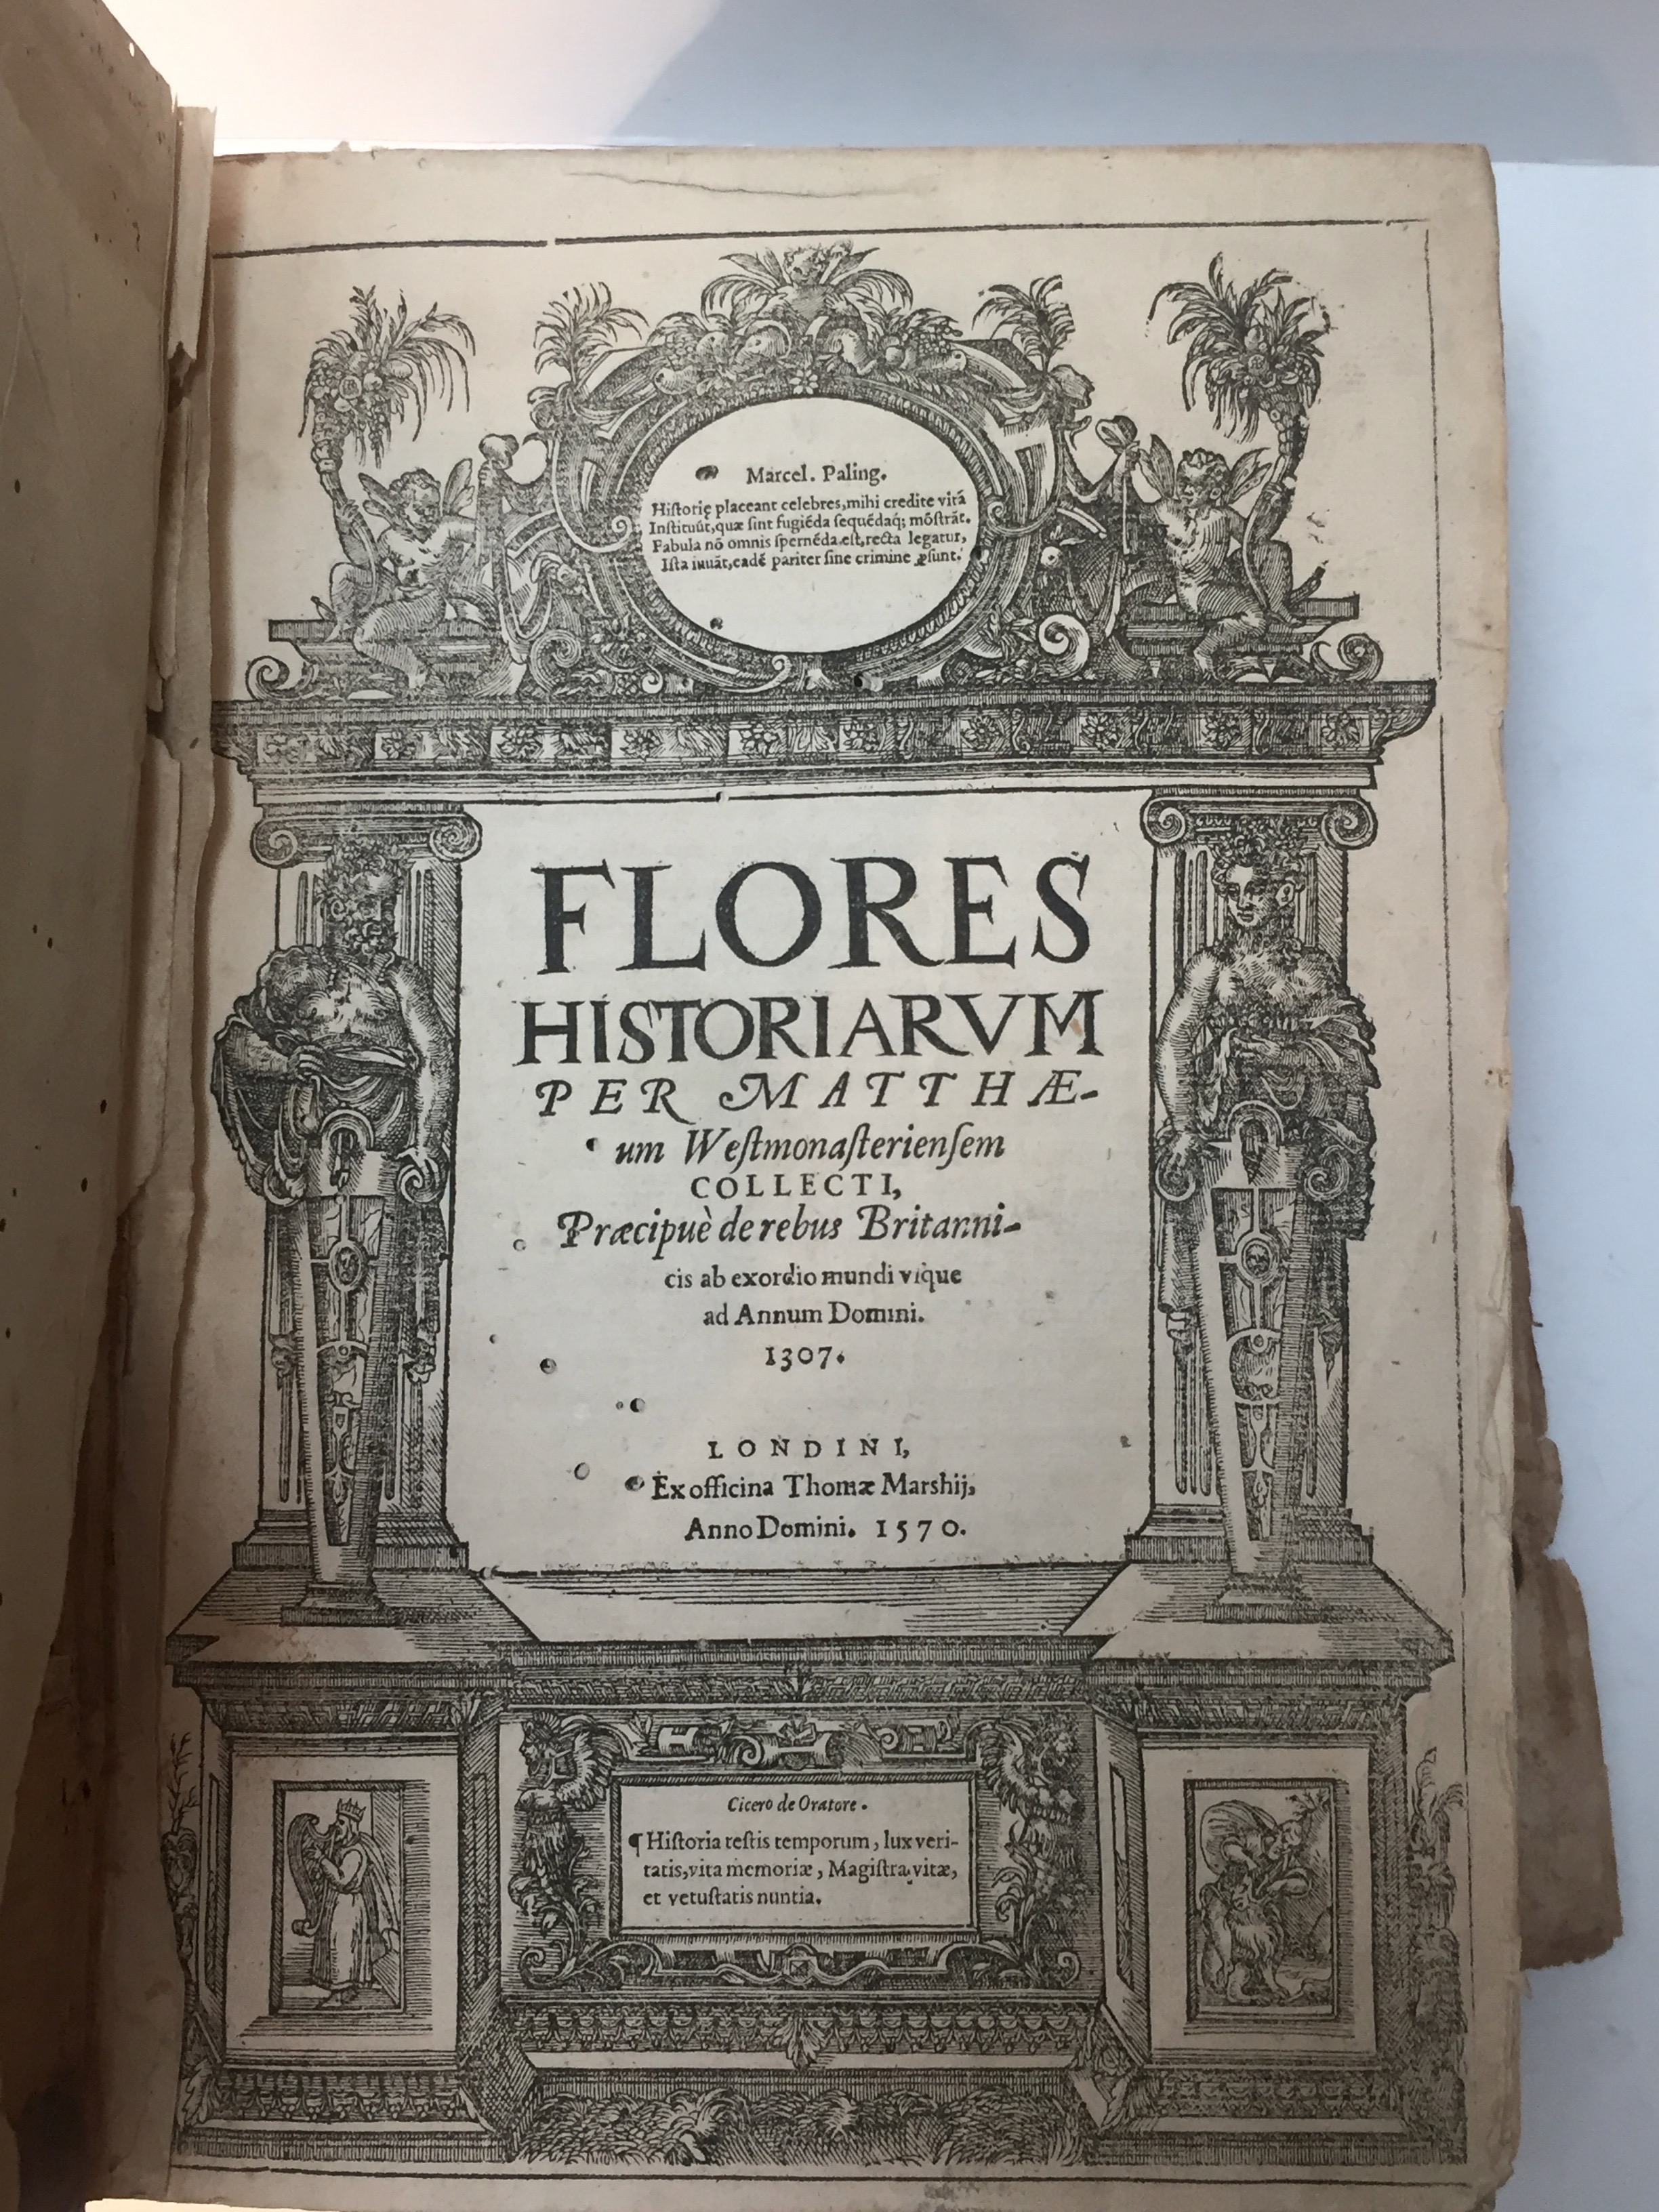 Marcel. Paling.
Hiſtorię placeant celebres,mihi credite vitã
Inſtituũt,quæ ſint fugiẽda ſequẽdaq́; mõſtrãt.
Fabula nõ omnis ſpernẽda eſt,recta legatur,
Iſta iuuãt,eadẽ pariter ſine crimine ꝓſunt.
FLORES
HISTORIARVM
PER MATTHÆ-
um Weſtmonaſterienſem
COLLECTI,
Præcipuè de rebus Britanni-
cis ab exordio mundi vſque
ad Annum Domini.
1307.
LONDINI,
Ex officina Thomæ Marshij,
Anno Domini. 1570.
Cicero de Oratore.
¶ Hiſtoria teſtis temporum, lux veri-
tatis,vita memoriæ, Magiſtra vitæ,
et vetuſtatis nuntia.